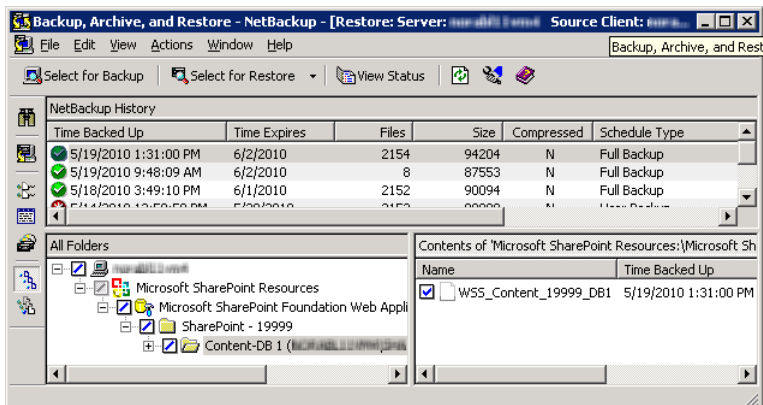 Backup, Archive, and Restore - NetBackup - [Restore: Server: Source Client:
File Edit View Actions Window Help
Backup, Archive, and Rest
Select for Backup Select for Restore View Status
NetBackup History
Time Backed Up Time Expires Files Size Compressed Schedule Type
5/19/2010 1:31:00 PM 6/2/2010 2154 94204 N Full Backup
5/19/2010 9:48:09 AM 6/2/2010 8 87553 N Full Backup
5/18/2010 3:49:10 PM 6/1/2010 2152 90094 N Full Backup
All Folders
Contents of 'Microsoft SharePoint Resources:\Microsoft Sh
Name Time Backed Up
Microsoft SharePoint Resources
WSS_Content_19999_DB1 5/19/2010 1:31:00 PM
Microsoft SharePoint Foundation Web Appli
SharePoint - 19999
Content-DB 1 (